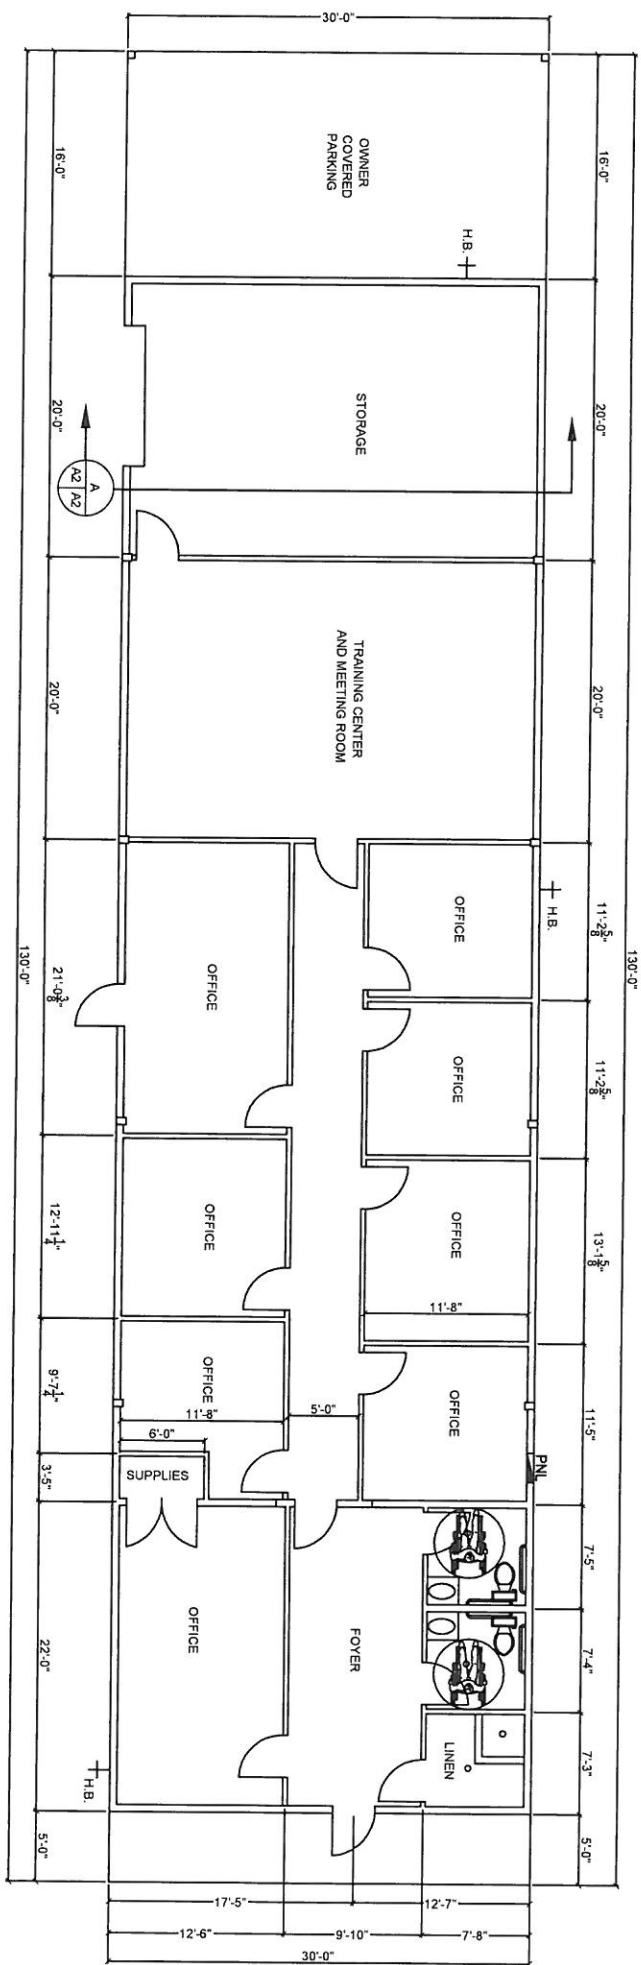 30'-0"
16'-0"
16'-0"
OWNER
COVERED
PARKING
H.B.
20'-0"
20'-0"
STORAGE
A
A2
A2
20'-0"
20'-0"
TRAINING CENTER
AND MEETING ROOM
130'-0"
130'-0"
H.B.
11'-2 5/8"
OFFICE
21'-0 3/8"
OFFICE
11'-2 5/8"
OFFICE
12'-11 1/4"
OFFICE
13'-1 5/8"
OFFICE
11'-8"
9'-7 1/4"
OFFICE
11'-8"
5'-0"
11'-5"
OFFICE
6'-0"
3'-5"
SUPPLIES
PNL
7'-5"
22'-0"
OFFICE
FOYER
7'-4"
LINEN
7'-3"
H.B.
5'-0"
5'-0"
17'-5"
12'-7"
12'-6"
9'-10"
7'-8"
30'-0"